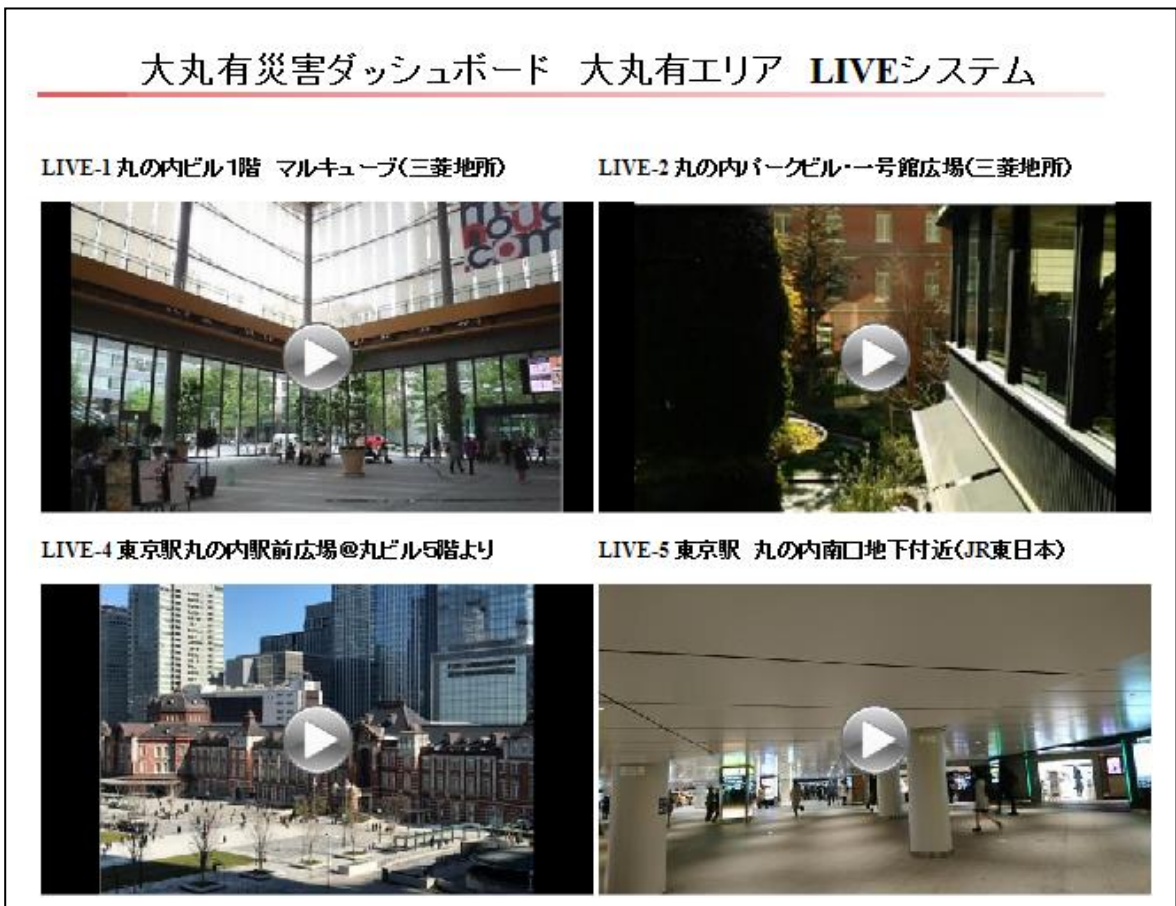 大丸有災害ダッシュボード　大丸有エリア　LIVEシステム
LIVE-1 丸の内ビル1階　マルキューブ(三菱地所)
LIVE-2 丸の内パークビル・一号館広場(三菱地所)
nouc
.com
LIVE-4 東京駅丸の内駅前広場@丸ビル5階より
LIVE-5 東京駅　丸の内南口地下付近(JR東日本)